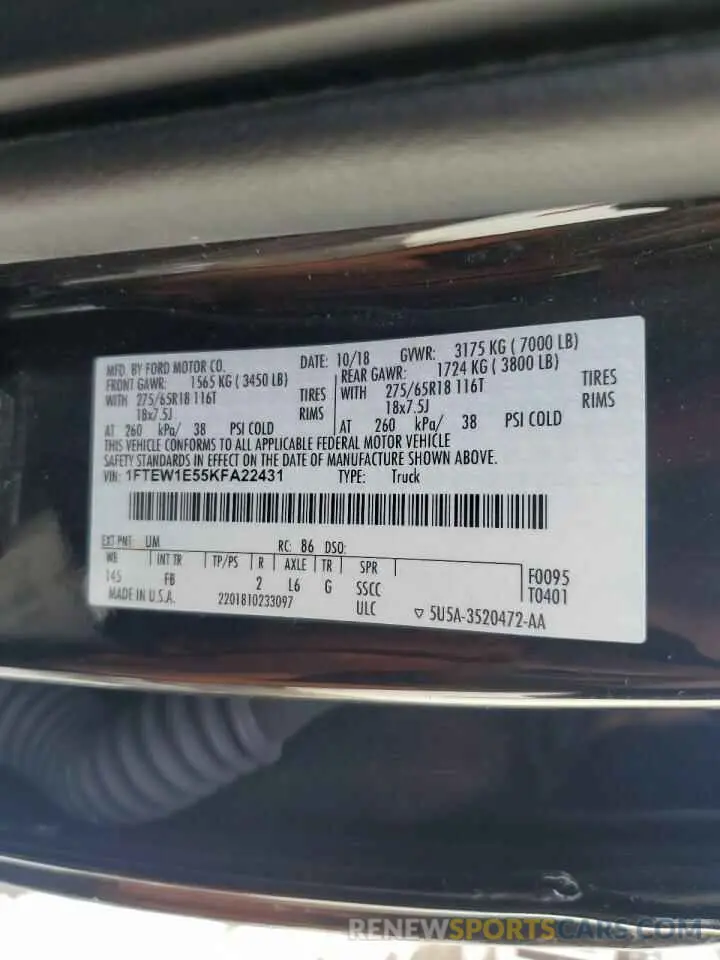 MFD. BY FORD MOTOR CO. DATE: 10/18 GVWR: 3175 KG ( 7000 LB)
FRONT GAWR: 1565 KG ( 3450 LB) REAR GAWR: 1724 KG ( 3800 LB)
WITH 275/65R18 116T TIRES WITH 275/65R18 116T TIRES
18x7.5J RIMS 18x7.5J RIMS
AT 260 kPa/ 38 PSI COLD AT 260 kPa/ 38 PSI COLD
THIS VEHICLE CONFORMS TO ALL APPLICABLE FEDERAL MOTOR VEHICLE
SAFETY STANDARDS IN EFFECT ON THE DATE OF MANUFACTURE SHOWN ABOVE.
VIN: 1FTEW1E55KFA22431 TYPE: Truck
EXT PNT: UM RC: 86 DSO:
WB INT TR TP/PS R AXLE TR SPR F0095
145 FB 2 L6 G SSCC T0401
MADE IN U.S.A. 2201810233097 ULC ▽ 5U5A-3520472-AA
RENEWSPORTSCARS.COM